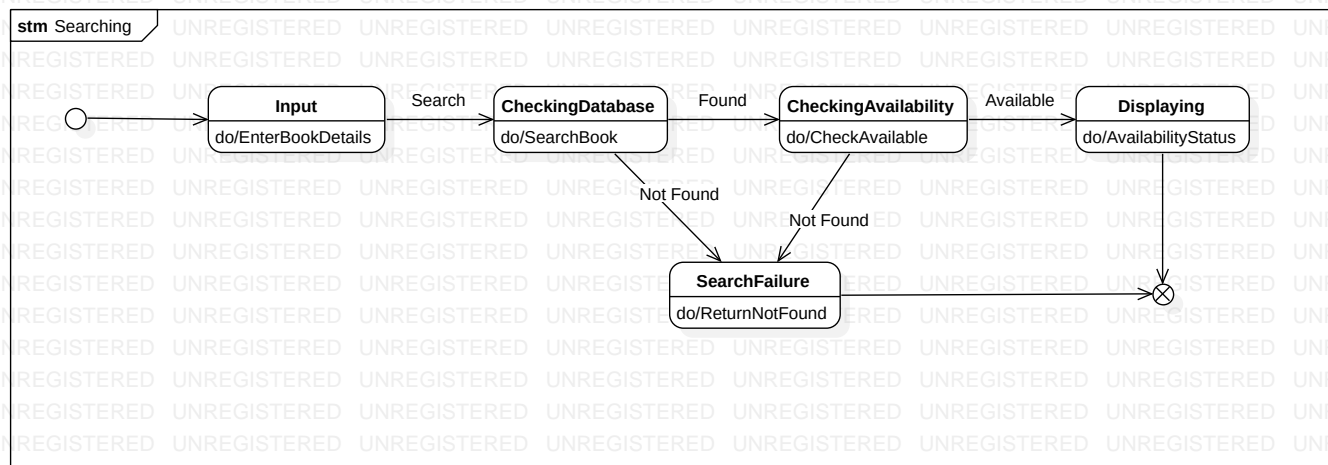 stm Searching
Input
do/EnterBookDetails
Search
CheckingDatabase
do/SearchBook
Found
CheckingAvailability
do/CheckAvailable
Available
Displaying
do/AvailabilityStatus
Not Found
Not Found
SearchFailure
do/ReturnNotFound
UNREGISTERED